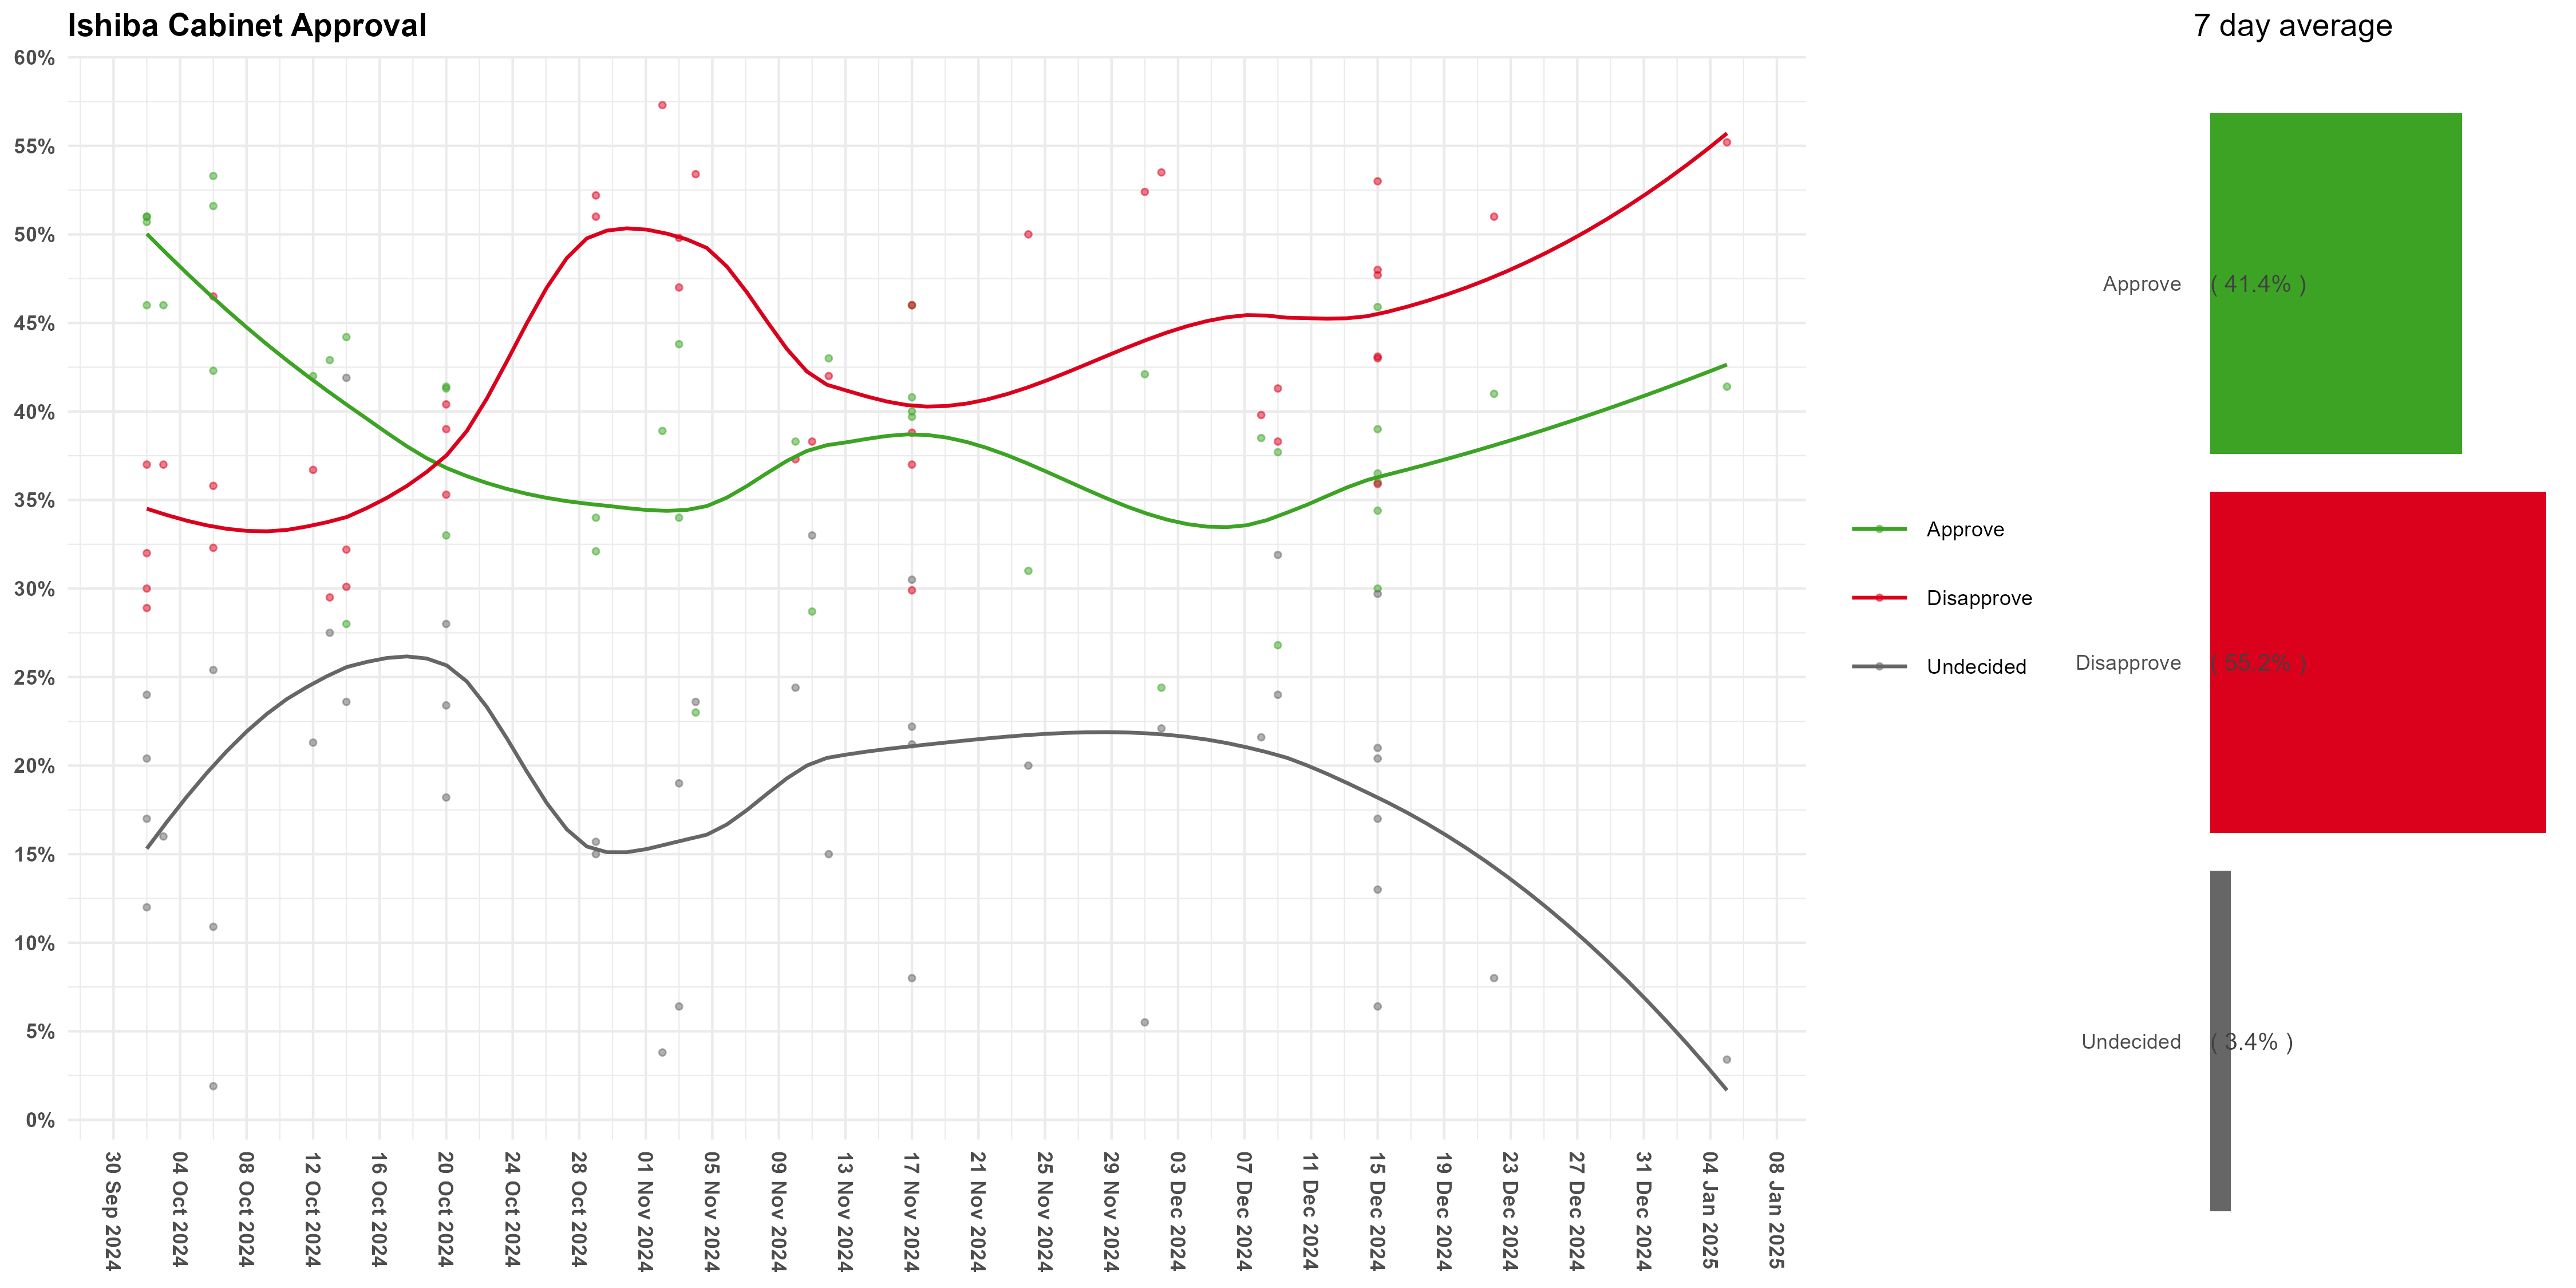 Ishiba Cabinet Approval
7 day average
60%
55%
50%
45%
40%
35%
30%
25%
20%
15%
10%
5%
0%
30 Sep 2024
04 Oct 2024
08 Oct 2024
12 Oct 2024
16 Oct 2024
20 Oct 2024
24 Oct 2024
28 Oct 2024
01 Nov 2024
05 Nov 2024
09 Nov 2024
13 Nov 2024
17 Nov 2024
21 Nov 2024
25 Nov 2024
29 Nov 2024
03 Dec 2024
07 Dec 2024
11 Dec 2024
15 Dec 2024
19 Dec 2024
23 Dec 2024
27 Dec 2024
31 Dec 2024
04 Jan 2025
08 Jan 2025
Approve
Disapprove
Undecided
Approve ( 41.4% )
Disapprove ( 55.2% )
Undecided ( 3.4% )